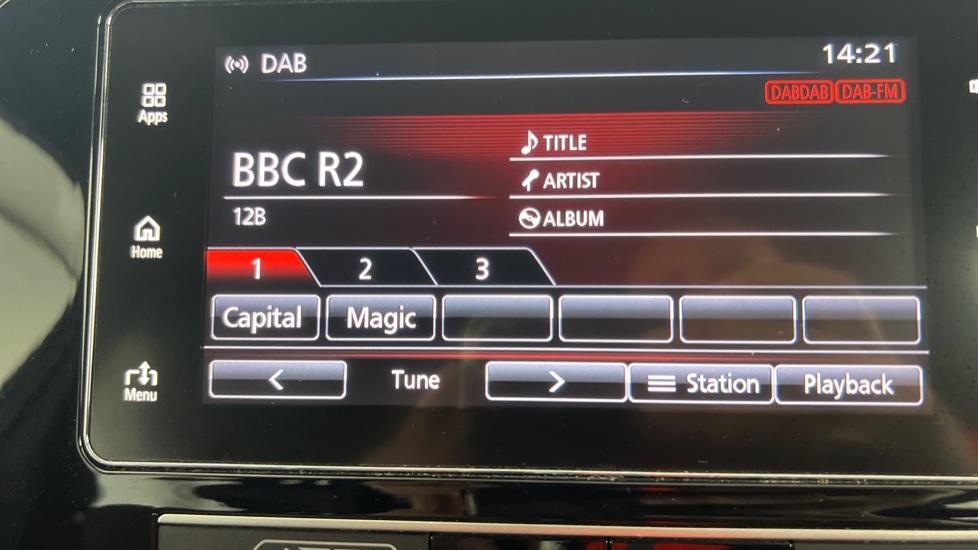 DAB
14:21
DABDAB DAB-FM
Apps
TITLE
BBC R2
ARTIST
12B
ALBUM
Home
1 2 3
Capital Magic
Menu
< Tune > Station Playback